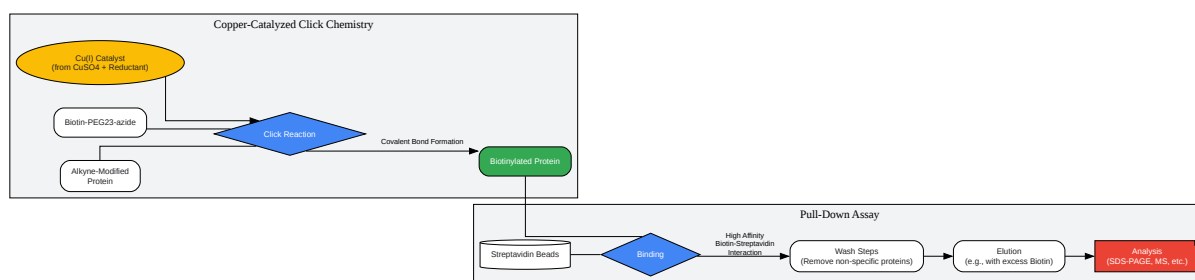 Copper-Catalyzed Click Chemistry
Cu(I) Catalyst
(from CuSO4 + Reductant)
Biotin-PEG23-azide
Click Reaction
Covalent Bond Formation
Alkyne-Modified
Protein
Biotinylated Protein
Pull-Down Assay
Streptavidin Beads
Binding
High Affinity
Biotin-Streptavidin
Interaction
Wash Steps
(Remove non-specific proteins)
Elution
(e.g., with excess Biotin)
Analysis
(SDS-PAGE, MS, etc.)